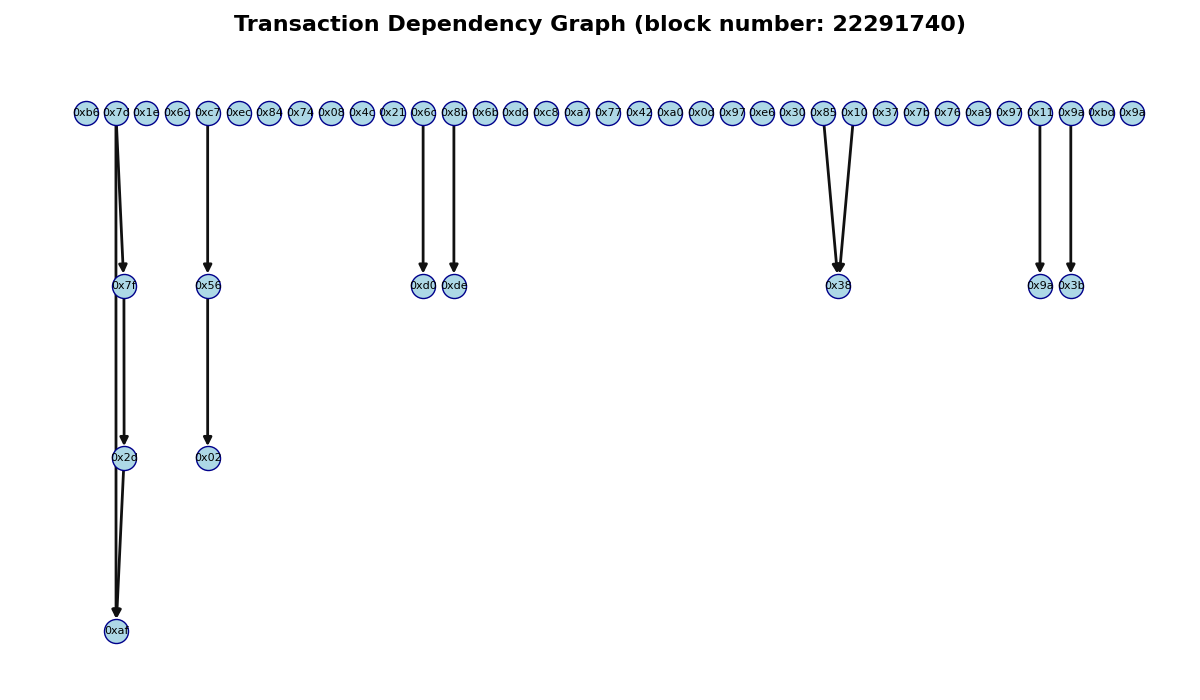 Transaction Dependency Graph (block number: 22291740)
0xb6 0x7d 0x1e 0x6c 0xc7 0xec 0x84 0x74 0x08 0x4c 0x21 0x6c 0x8b 0x6b 0xdd 0xc8 0xa7 0x77 0x42 0xa0 0x0d 0x97 0xe6 0x30 0x85 0x10 0x37 0x7b 0x76 0xa9 0x97 0x11 0x9a 0xbd 0x9a
0x7f 0x56 0xd0 0xde 0x38 0x9a 0x3b
0x2d 0x02
0xaf